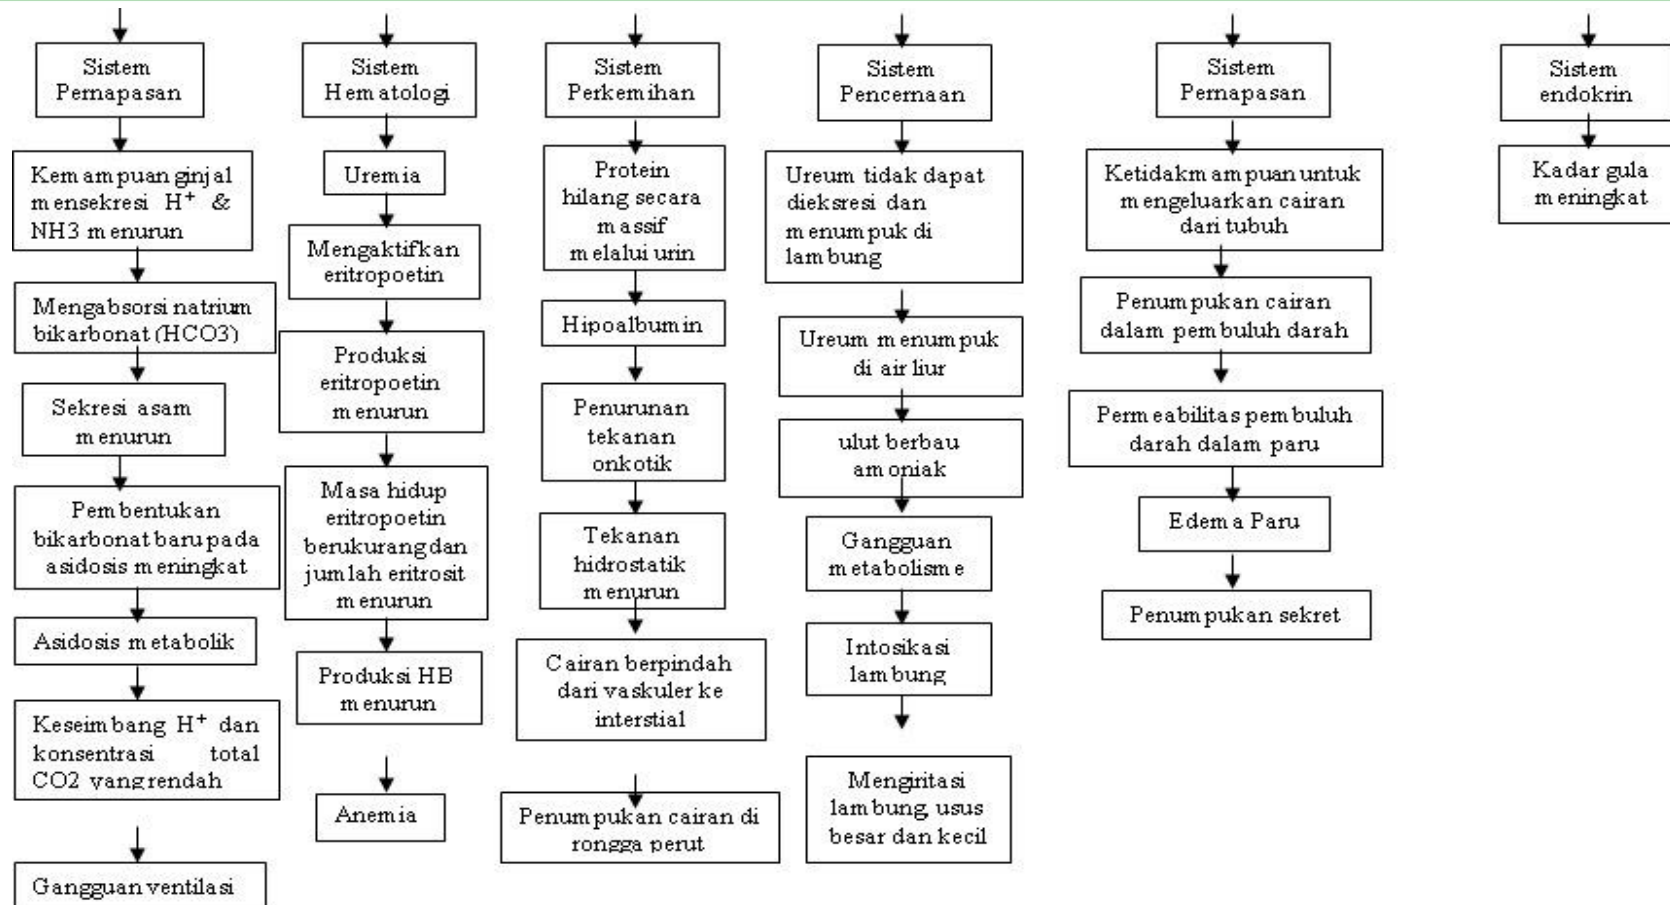 Sistem
Pernapasan
Kemampuan ginjal
mensekresi H⁺ &
NH3 menurun
Mengabsorsi natrium
bikarbonat (HCO3)
Sekresi asam
menurun
Pembentukan
bikarbonat baru pada
asidosis meningkat
Asidosis metabolik
Keseimbang H⁺ dan
konsentrasi total
CO2 yang rendah
Gangguan ventilasi
Sistem
Hematologi
Uremia
Mengaktifkan
eritropoetin
Produksi
eritropoetin
menurun
Masa hidup
eritropoetin
berukurang dan
jumlah eritrosit
menurun
Produksi HB
menurun
Anemia
Sistem
Perkemihan
Protein
hilang secara
massif
melalui urin
Hipoalbumin
Penurunan
tekanan
onkotik
Tekanan
hidrostatik
menurun
Cairan berpindah
dari vaskuler ke
interstial
Penumpukan cairan di
rongga perut
Sistem
Pencernaan
Ureum tidak dapat
dieksresi dan
menumpuk di
lambung
Ureum menumpuk
di air liur
ulut berbau
amoniak
Gangguan
metabolisme
Intosikasi
lambung
Mengiritasi
lambung, usus
besar dan kecil
Sistem
Pernapasan
Ketidakmampuan untuk
mengeluarkan cairan
dari tubuh
Penumpukan cairan
dalam pembuluh darah
Permeabilitas pembuluh
darah dalam paru
Edema Paru
Penumpukan sekret
Sistem
endokrin
Kadar gula
meningkat